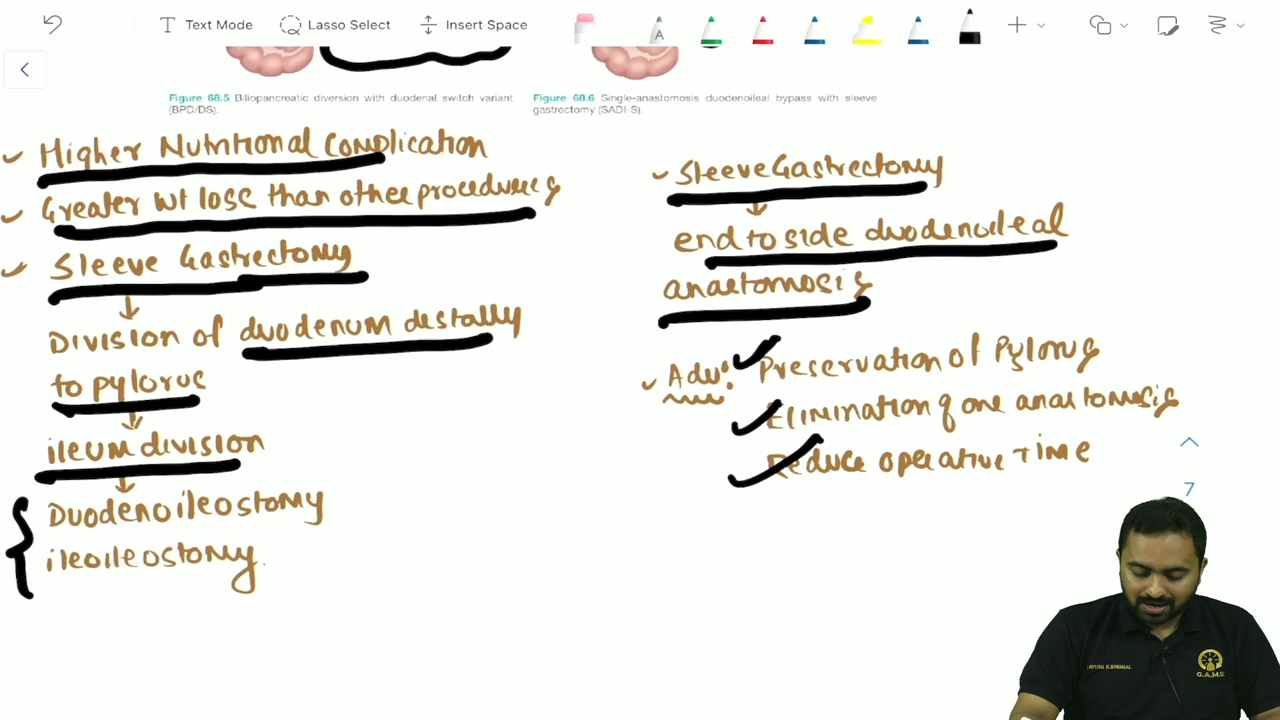 Text Mode
Lasso Select
Insert Space
A
Figure 68.5 Biliopancreatic diversion with duodenal switch variant
(BPD/DS).
Figure 68.6 Single-anastomosis duodenoileal bypass with sleeve
gastrectomy (SADI-S).
Higher Nutritional Complication
Greater wt loss than other procedures
Sleeve Gastrectomy
Division of duodenum distally
to pylorus
ileum division
Duodenoileostomy
ileoileostomy.
Sleeve Gastrectomy
end to side duodenoileal
anastomosis
Adv: Preservation of Pylorus
Elimination of one anastomosis
Reduce operative time
7
AYUSH K.SINGHAL
G.A.M.E